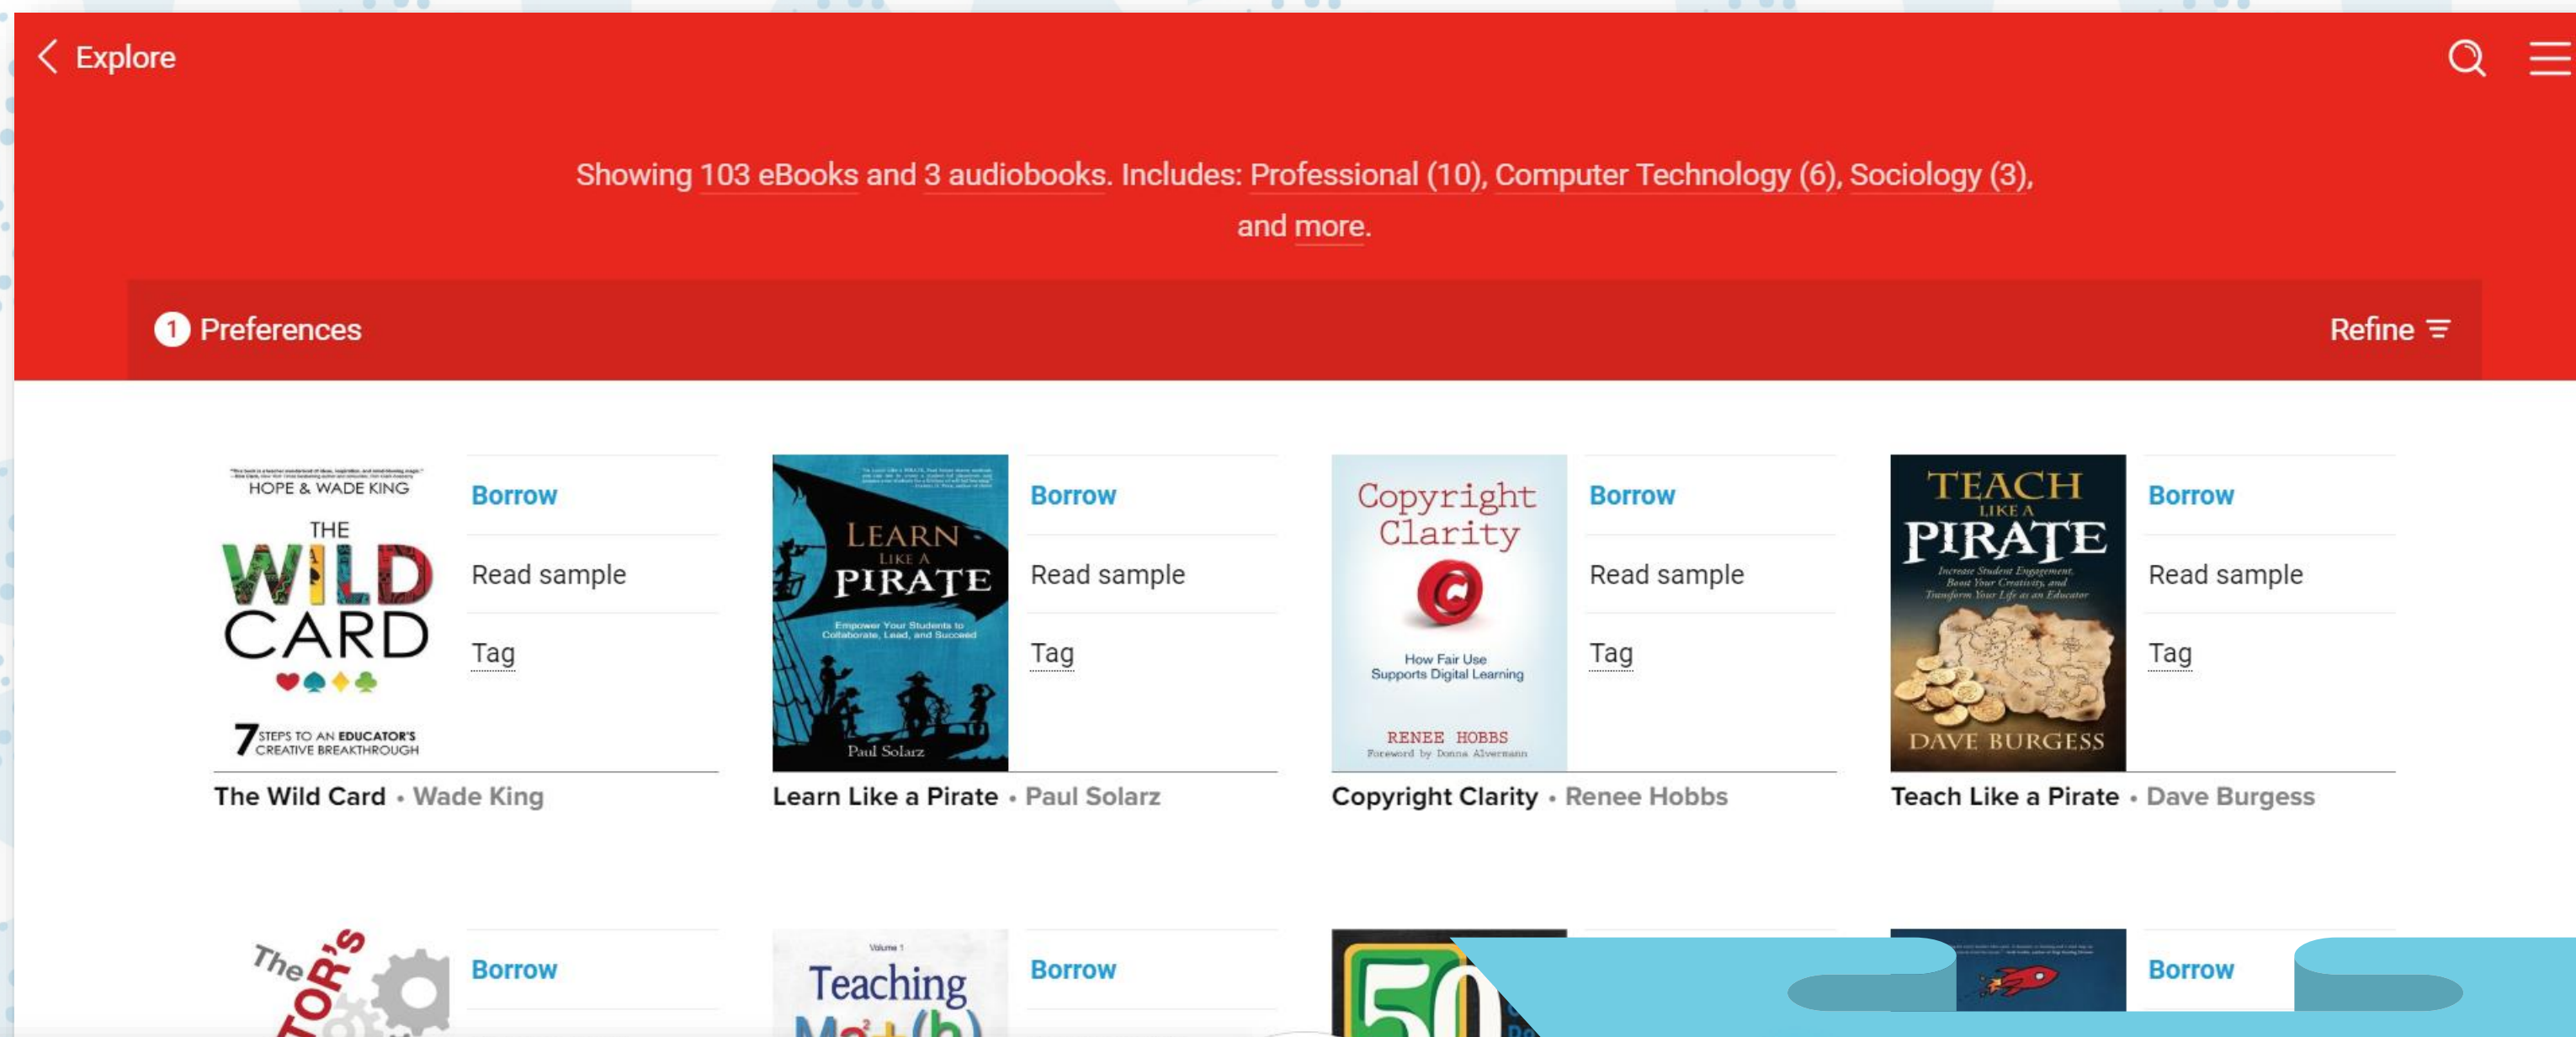 Explore
Showing 103 eBooks and 3 audiobooks. Includes: Professional (10), Computer Technology (6), Sociology (3),
and more.
1 Preferences
Refine
HOPE & WADE KING
THE
WILD
CARD
7 STEPS TO AN EDUCATOR'S
CREATIVE BREAKTHROUGH
Borrow
Read sample
Tag
The Wild Card • Wade King
LEARN
LIKE A
PIRATE
Empower Your Students to
Collaborate, Lead, and Succeed
Paul Solarz
Borrow
Read sample
Tag
Learn Like a Pirate • Paul Solarz
Copyright
Clarity
C
How Fair Use
Supports Digital Learning
RENEE HOBBS
Foreword by Donna Alvermann
Borrow
Read sample
Tag
Copyright Clarity • Renee Hobbs
TEACH
LIKE A
PIRATE
Increase Student Engagement,
Boost Your Creativity, and
Transform Your Life as an Educator
DAVE BURGESS
Borrow
Read sample
Tag
Teach Like a Pirate • Dave Burgess
The
Borrow
Volume 1
Teaching
Borrow
50
Borrow